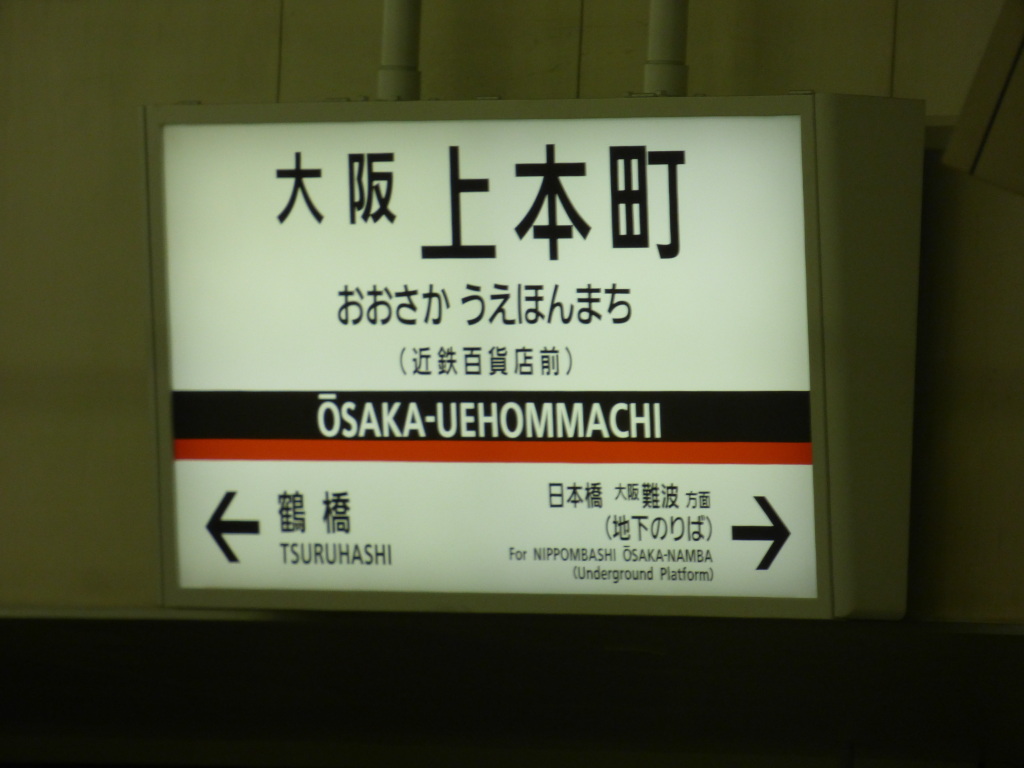 大阪 上本町
おおさか うえほんまち
（近鉄百貨店前）
ŌSAKA-UEHOMMACHI
鶴橋
TSURUHASHI
日本橋 大阪難波 方面
（地下のりば）
For NIPPOMBASHI ŌSAKA-NAMBA
(Underground Platform)